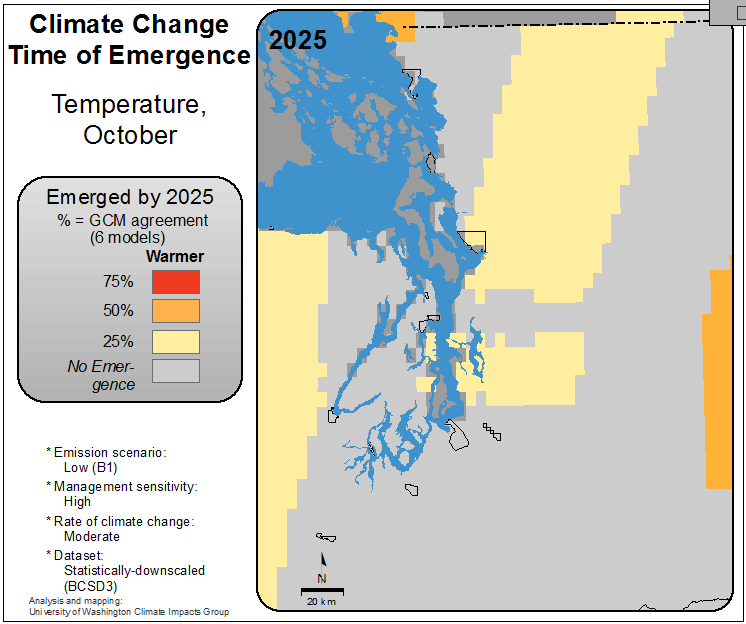 Climate Change
Time of Emergence
Temperature,
October
Emerged by 2025
% = GCM agreement
(6 models)
Warmer
75%
50%
25%
No Emer-
gence
* Emission scenario:
Low (B1)
* Management sensitivity:
High
* Rate of climate change:
Moderate
* Dataset:
Statistically-downscaled
(BCSD3)
Analysis and mapping:
University of Washington Climate Impacts Group
2025
N
20 km